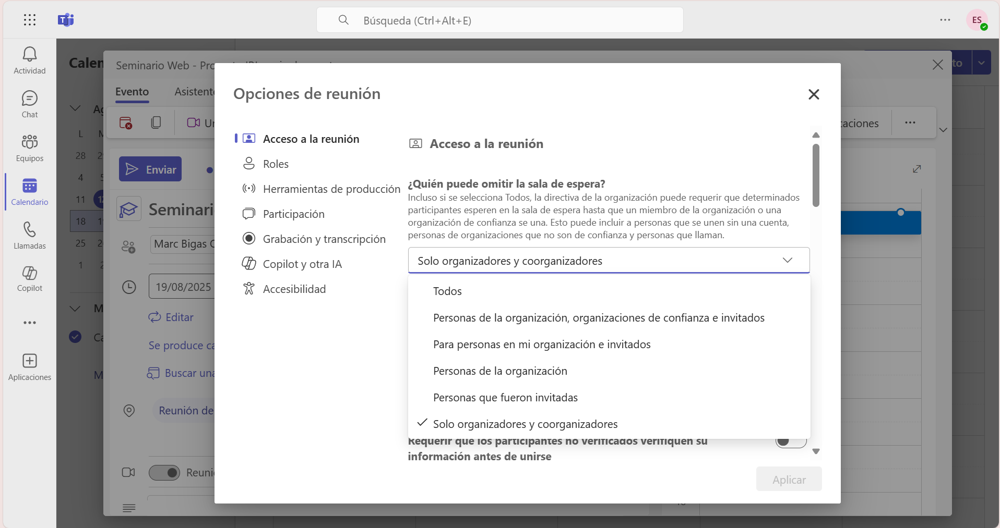 Búsqueda (Ctrl+Alt+E)
ES
Actividad
Chat
Equipos
Calendario
Llamadas
Copilot
Aplicaciones
Seminario Web -
to
Evento
caciones
L
28
4
11
18
25
1
Enviar
Marc Bigas
19/08/2025
Editar
Se produce
Buscar
Reunión de
Opciones de reunión
Acceso a la reunión
Roles
Herramientas de producción
Participación
Grabación y transcripción
Copilot y otra IA
Accesibilidad
Acceso a la reunión
¿Quién puede omitir la sala de espera?
Incluso si se selecciona Todos, la directiva de la organización puede requerir que determinados
participantes esperen en la sala de espera hasta que un miembro de la organización o una
organización de confianza se una. Esto puede incluir a personas que se unen sin una cuenta,
personas de organizaciones que no son de confianza y personas que llaman.
Solo organizadores y coorganizadores
Todos
Personas de la organización, organizaciones de confianza e invitados
Para personas en mi organización e invitados
Personas de la organización
Personas que fueron invitadas
Solo organizadores y coorganizadores
Requerir que los participantes no verificados verifiquen su
información antes de unirse
Aplicar